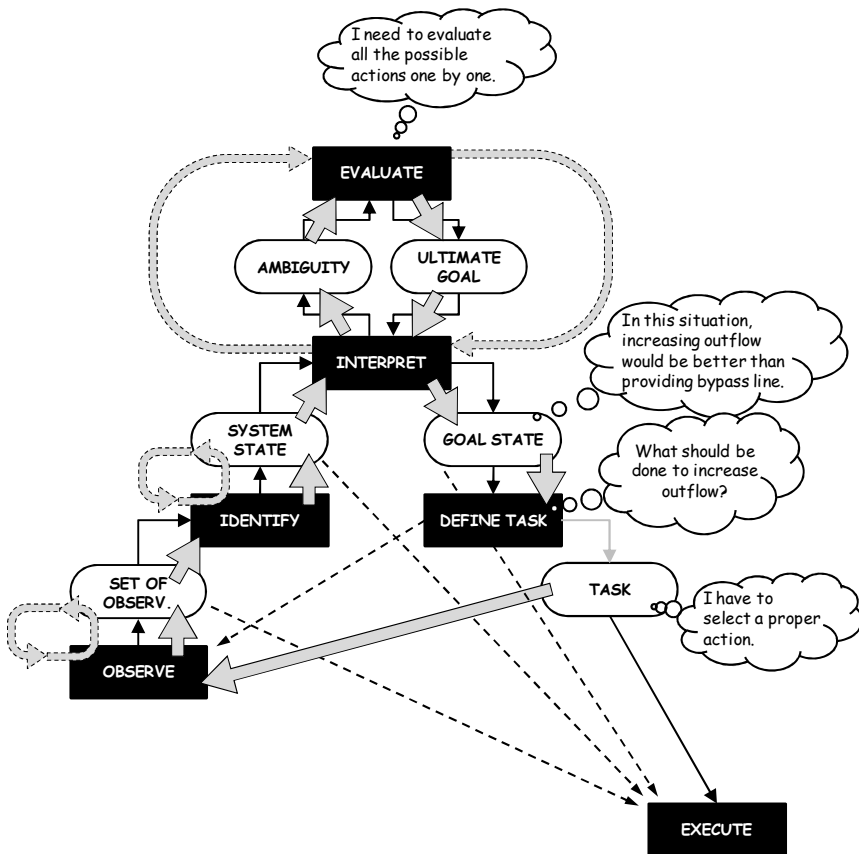 I need to evaluate
all the possible
actions one by one.
EVALUATE
AMBIGUITY
ULTIMATE
GOAL
In this situation,
increasing outflow
would be better than
providing bypass line.
INTERPRET
SYSTEM
STATE
GOAL STATE
What should be
done to increase
outflow?
IDENTIFY
DEFINE TASK
SET OF
OBSERV.
TASK
I have to
select a proper
action.
OBSERVE
EXECUTE